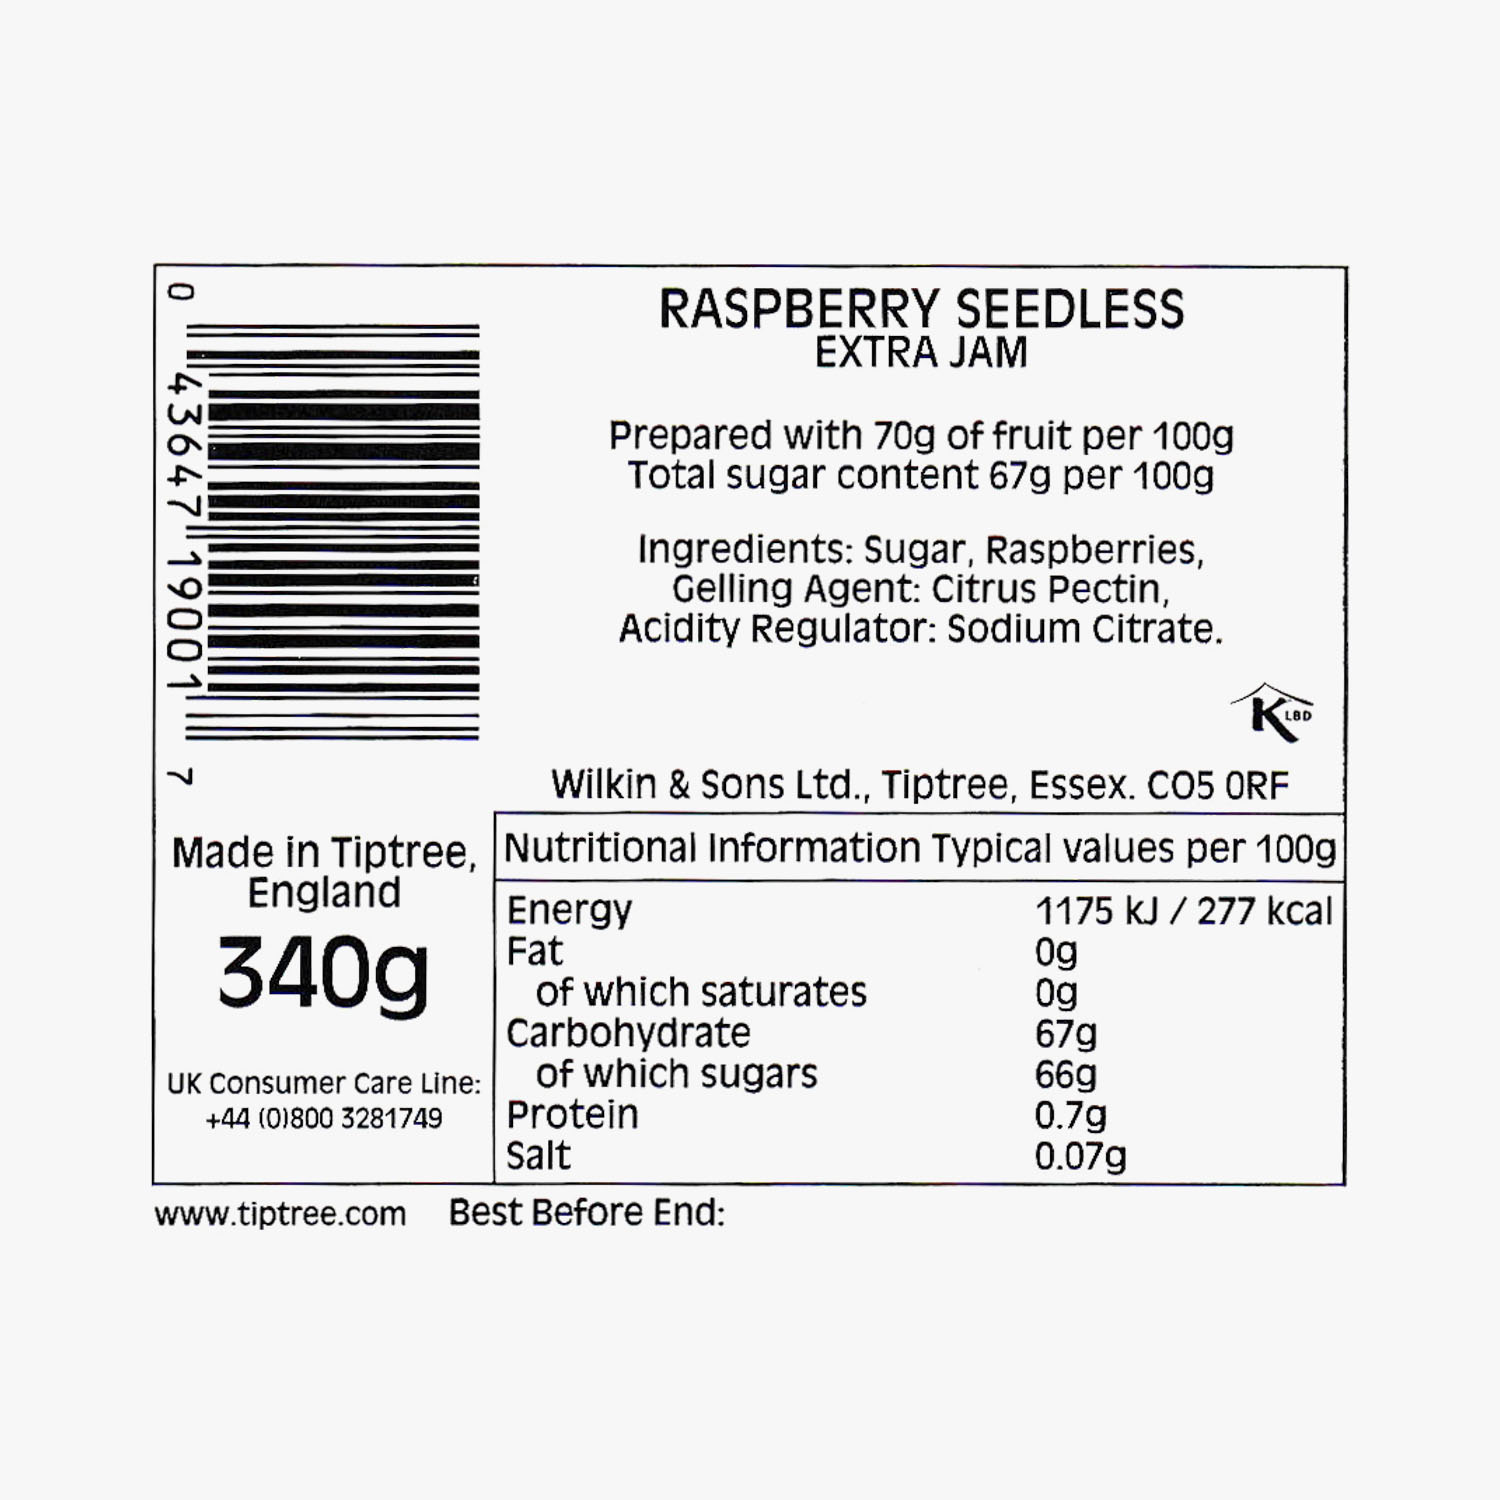 0
43647 19001
7
RASPBERRY SEEDLESS
EXTRA JAM
Prepared with 70g of fruit per 100g
Total sugar content 67g per 100g
Ingredients: Sugar, Raspberries,
Gelling Agent: Citrus Pectin,
Acidity Regulator: Sodium Citrate.
K LBD
Wilkin & Sons Ltd., Tiptree, Essex. CO5 0RF
Made in Tiptree,
England
340g
UK Consumer Care Line:
+44 (0)800 3281749
Nutritional Information Typical values per 100g
Energy 1175 kJ / 277 kcal
Fat 0g
of which saturates 0g
Carbohydrate 67g
of which sugars 66g
Protein 0.7g
Salt 0.07g
www.tiptree.com Best Before End: